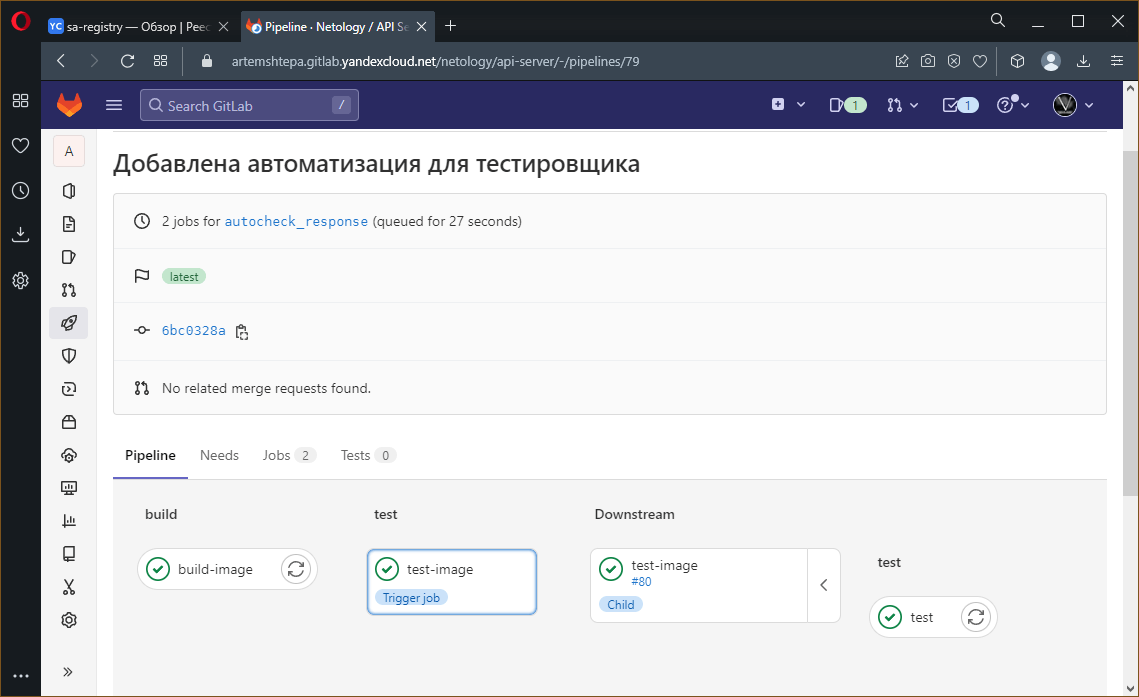 YC sa-registry — Обзор | Реес
Pipeline · Netology / API Se
artemshtepa.gitlab.yandexcloud.net/netology/api-server/-/pipelines/79
Search GitLab /
1
1
A
Добавлена автоматизация для тестировщика
2 jobs for autocheck_response (queued for 27 seconds)
latest
6bc0328a
No related merge requests found.
Pipeline Needs Jobs 2 Tests 0
build test Downstream
test
build-image
test-image
Trigger job
test-image
#80
Child
test